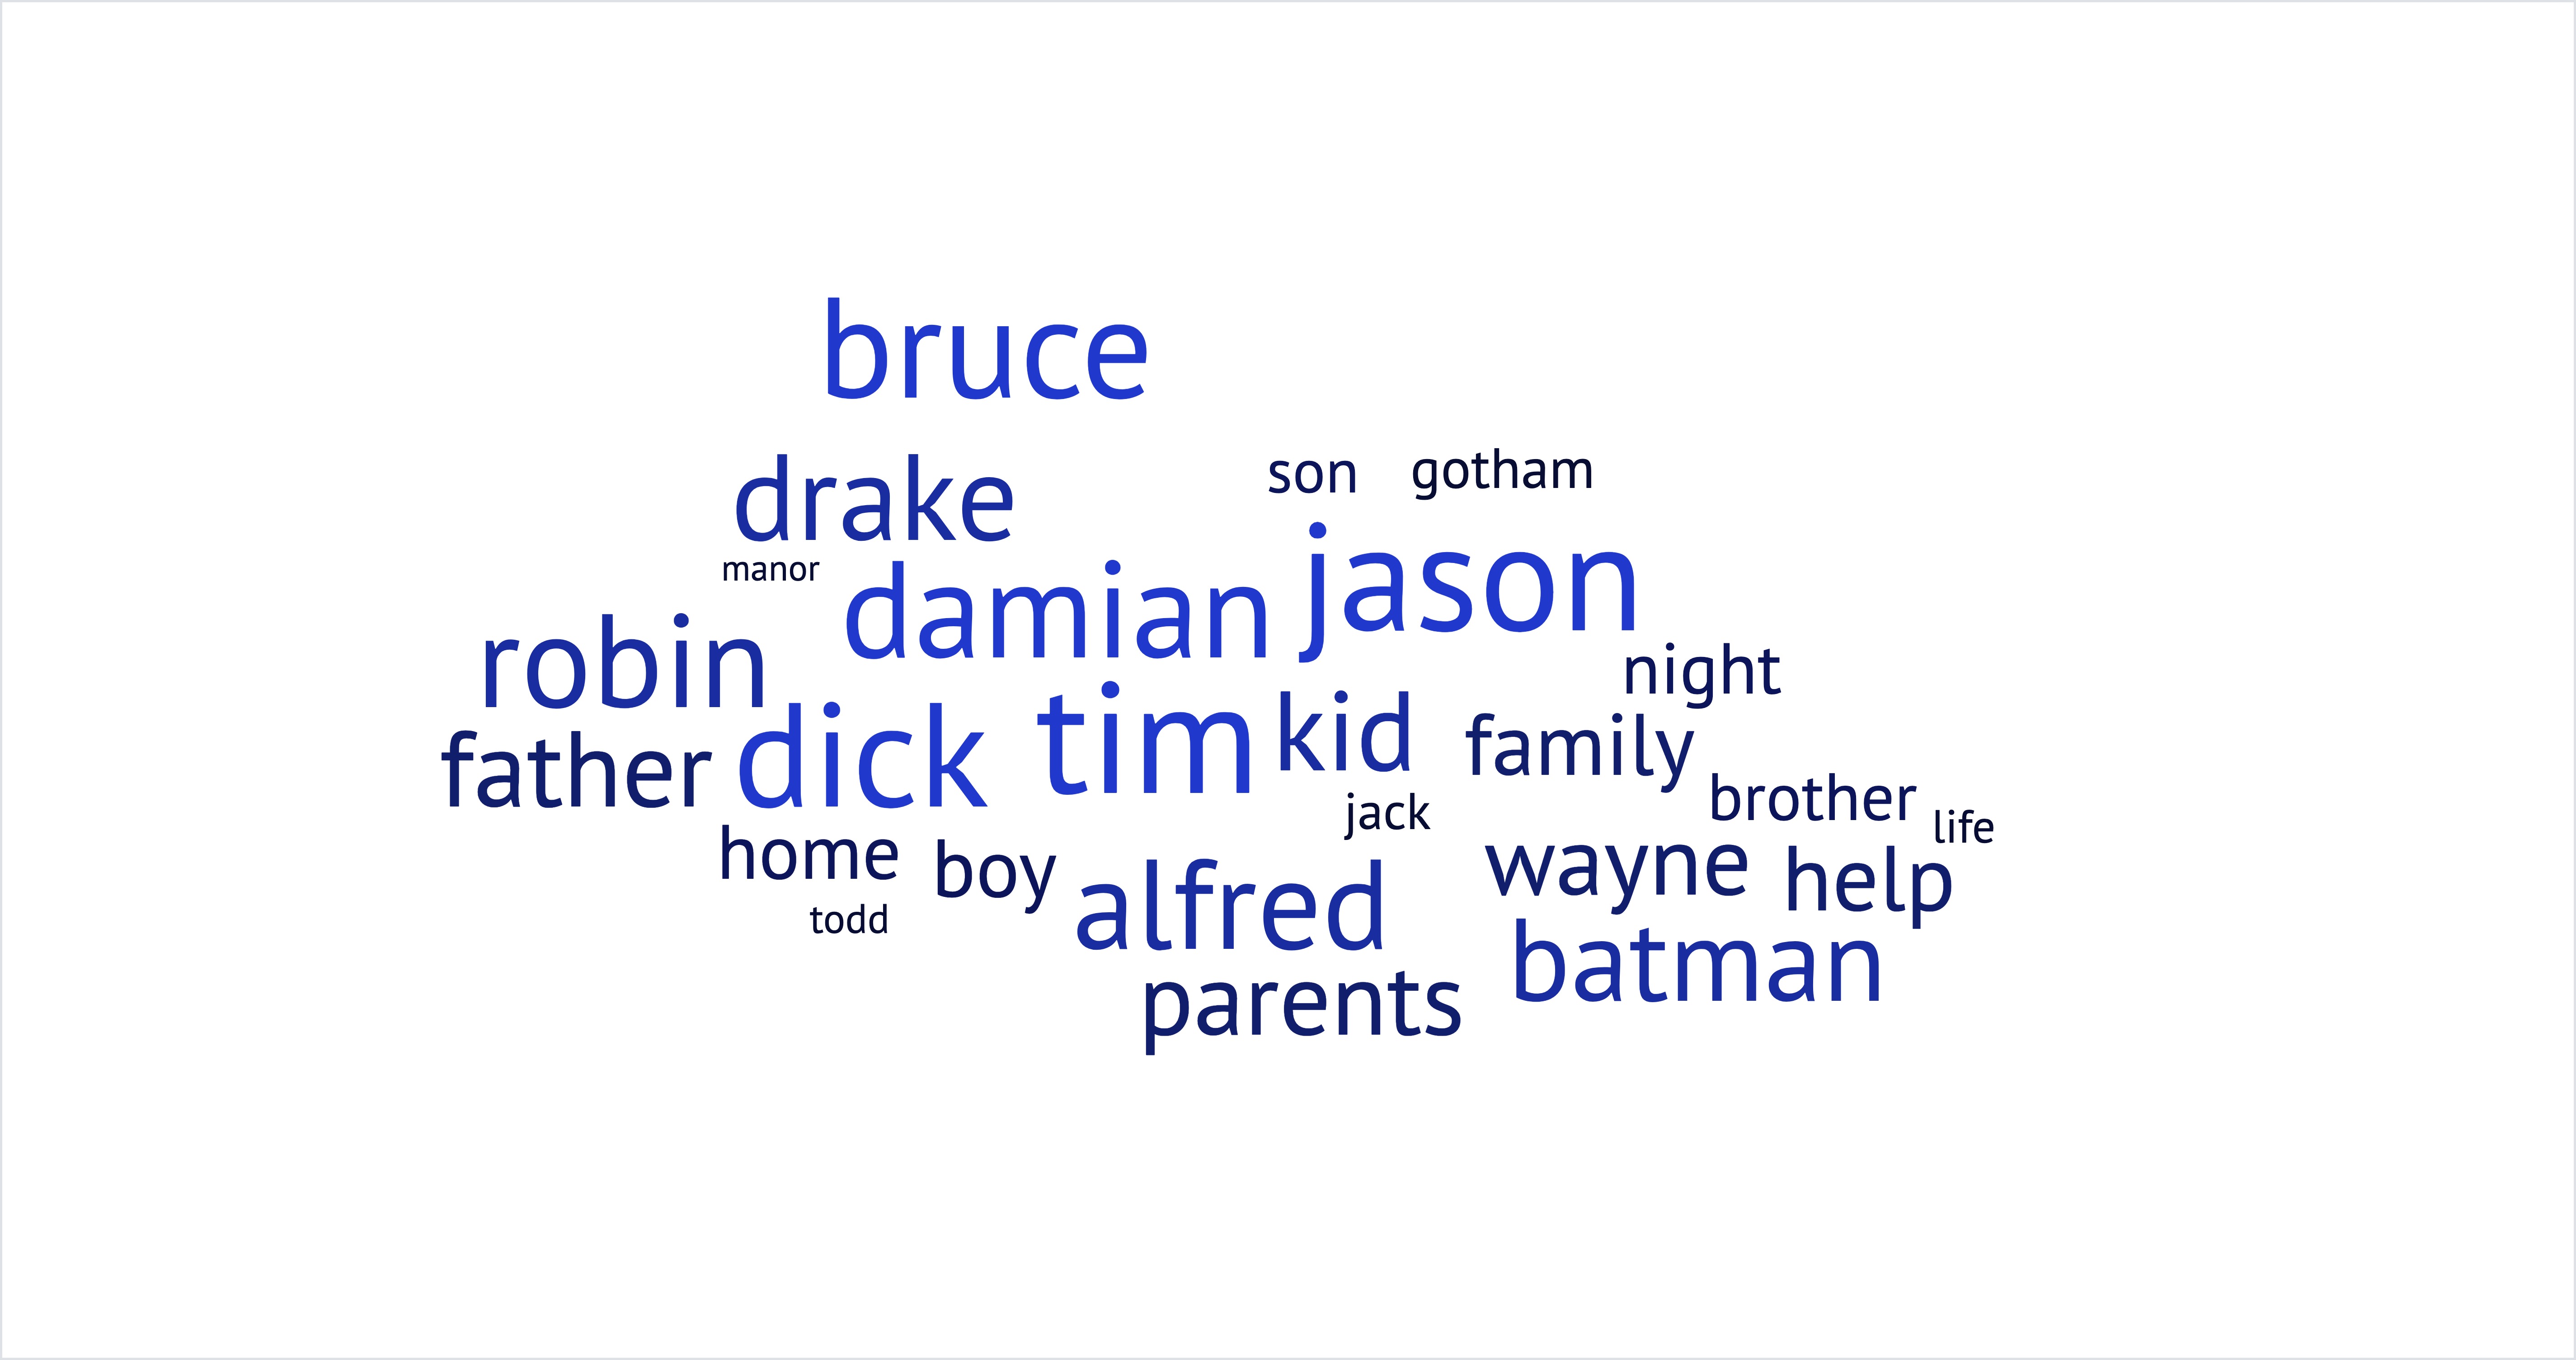 bruce
drake
son gotham
manor
damian jason
robin
night
father dick tim kid family
brother
jack
life
home boy
wayne help
todd
alfred
batman
parents